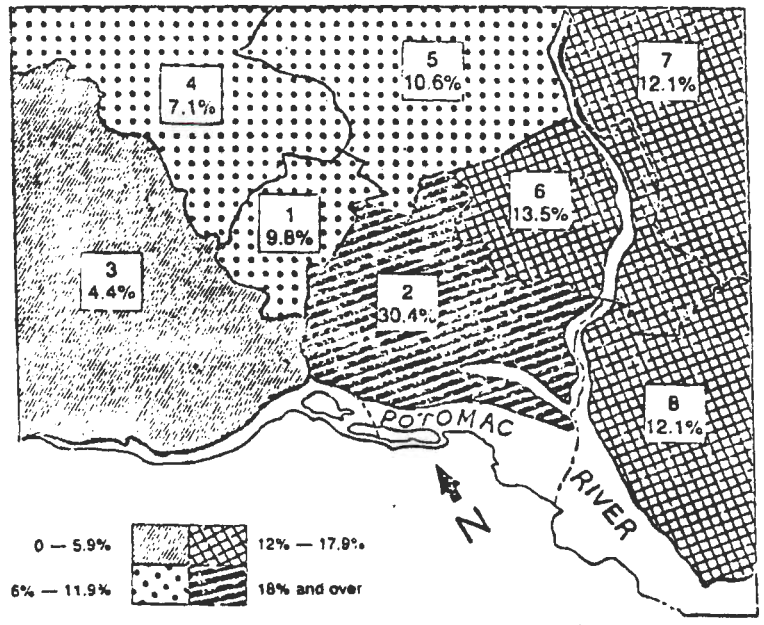 5
10.6%
7
12.1%
4
7.1%
6
13.5%
1
9.8%
3
4.4%
2
30.4%
8
12.1%
POTOMAC
RIVER
N
0 — 5.9%
12% — 17.9%
6% — 11.9%
18% and over